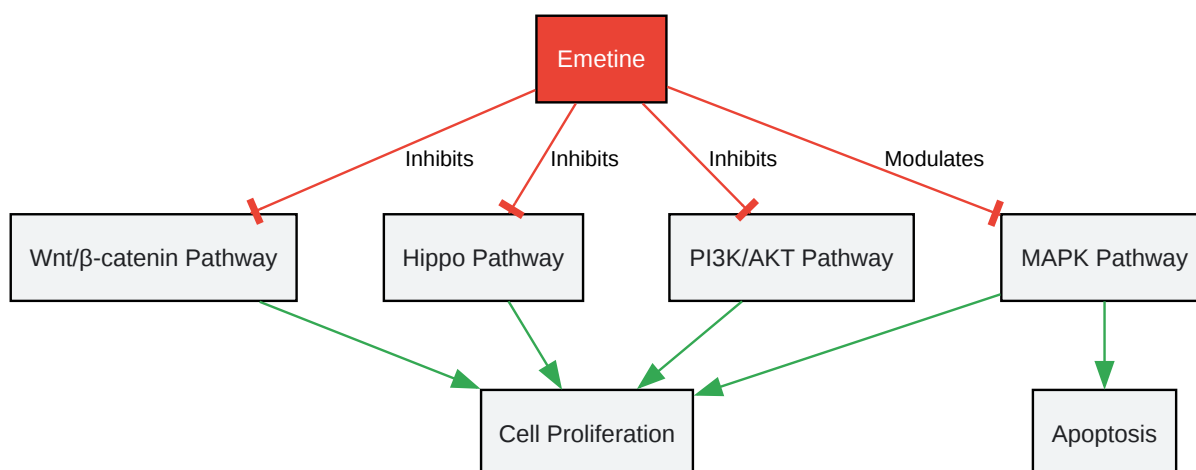 Emetine
Inhibits
Inhibits
Inhibits
Modulates
Wnt/β-catenin Pathway
Hippo Pathway
PI3K/AKT Pathway
MAPK Pathway
Cell Proliferation
Apoptosis